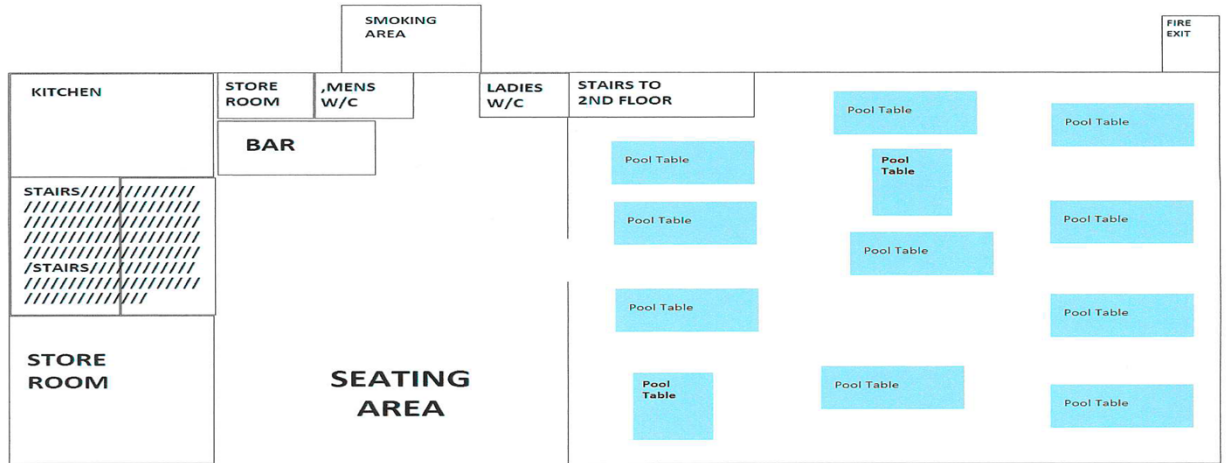 SMOKING
AREA
FIRE
EXIT
KITCHEN
STORE
ROOM
,MENS
W/C
LADIES
W/C
STAIRS TO
2ND FLOOR
BAR
Pool Table
Pool Table
Pool Table
Pool
Table
Pool Table
Pool Table
Pool Table
STAIRS/////////////
////////////////////
////////////////////
////////////////////
////////////////////
/STAIRS////////////
////////////////////
/////////////
Pool Table
Pool Table
STORE
ROOM
SEATING
AREA
Pool
Table
Pool Table
Pool Table
Pool Table